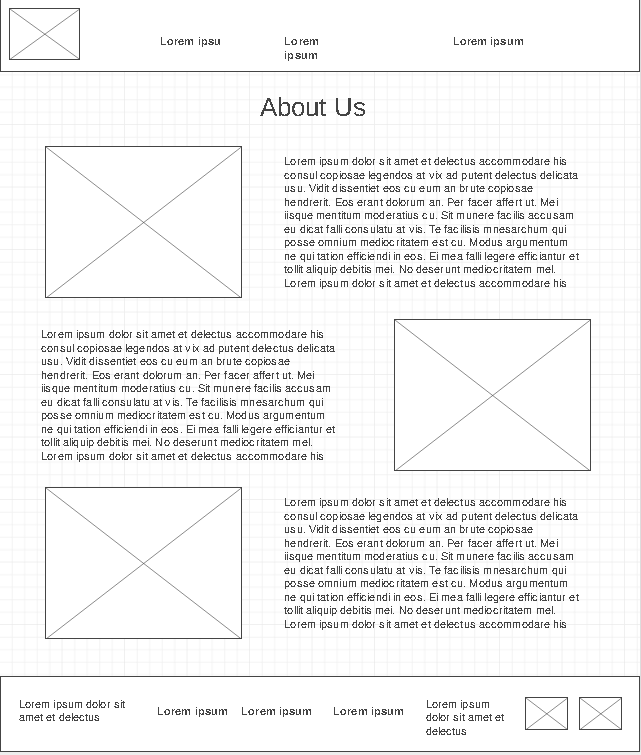 Lorem ipsu
Lorem
ipsum
Lorem ipsum
About Us
Lorem ipsum dolor sit amet et delectus accommodare his
consul copiosae legendos at vix ad putent delectus delicata
usu. Vidit dissentiet eos cu eum an brute copiosae
hendrerit. Eos erant dolorum an. Per facer affert ut. Mei
iisque mentitum moderatius cu. Sit munere facilis accusam
eu dicat falli consulatu at vis. Te facilisis mnesarchum qui
posse omnium mediocritatem est cu. Modus argumentum
ne qui tation efficiendi in eos. Ei mea falli legere efficiantur et
tollit aliquip debitis mei. No deserunt mediocritatem mel.
Lorem ipsum dolor sit amet et delectus accommodare his
Lorem ipsum dolor sit amet et delectus accommodare his
consul copiosae legendos at vix ad putent delectus delicata
usu. Vidit dissentiet eos cu eum an brute copiosae
hendrerit. Eos erant dolorum an. Per facer affert ut. Mei
iisque mentitum moderatius cu. Sit munere facilis accusam
eu dicat falli consulatu at vis. Te facilisis mnesarchum qui
posse omnium mediocritatem est cu. Modus argumentum
ne qui tation efficiendi in eos. Ei mea falli legere efficiantur et
tollit aliquip debitis mei. No deserunt mediocritatem mel.
Lorem ipsum dolor sit amet et delectus accommodare his
Lorem ipsum dolor sit amet et delectus accommodare his
consul copiosae legendos at vix ad putent delectus delicata
usu. Vidit dissentiet eos cu eum an brute copiosae
hendrerit. Eos erant dolorum an. Per facer affert ut. Mei
iisque mentitum moderatius cu. Sit munere facilis accusam
eu dicat falli consulatu at vis. Te facilisis mnesarchum qui
posse omnium mediocritatem est cu. Modus argumentum
ne qui tation efficiendi in eos. Ei mea falli legere efficiantur et
tollit aliquip debitis mei. No deserunt mediocritatem mel.
Lorem ipsum dolor sit amet et delectus accommodare his
Lorem ipsum dolor sit
amet et delectus
Lorem ipsum
Lorem ipsum
Lorem ipsum
Lorem ipsum
dolor sit amet et
delectus